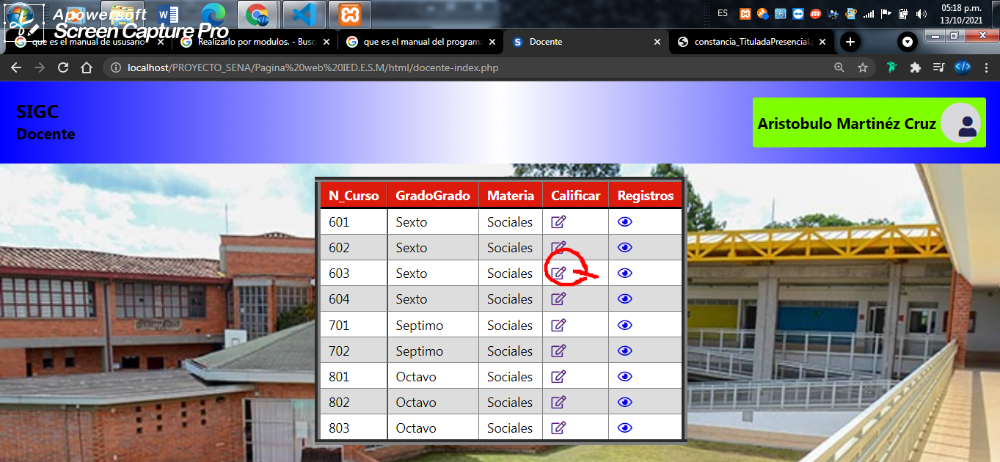 Apowersoft
Screen Capture Pro
ES
05:18 p.m.
13/10/2021
que es el manual de usuario -
Realizarlo por modulos. - Busc
que es el manual del programa
Docente
constancia_TituladaPresencial.p
localhost/PROYECTO_SENA/Pagina%20web%20IED.E.S.M/html/docente-index.php
SIGC
Docente
Aristobulo Martinéz Cruz
N_Curso GradoGrado Materia Calificar Registros
601 Sexto Sociales
602 Sexto Sociales
603 Sexto Sociales
604 Sexto Sociales
701 Septimo Sociales
702 Septimo Sociales
801 Octavo Sociales
802 Octavo Sociales
803 Octavo Sociales